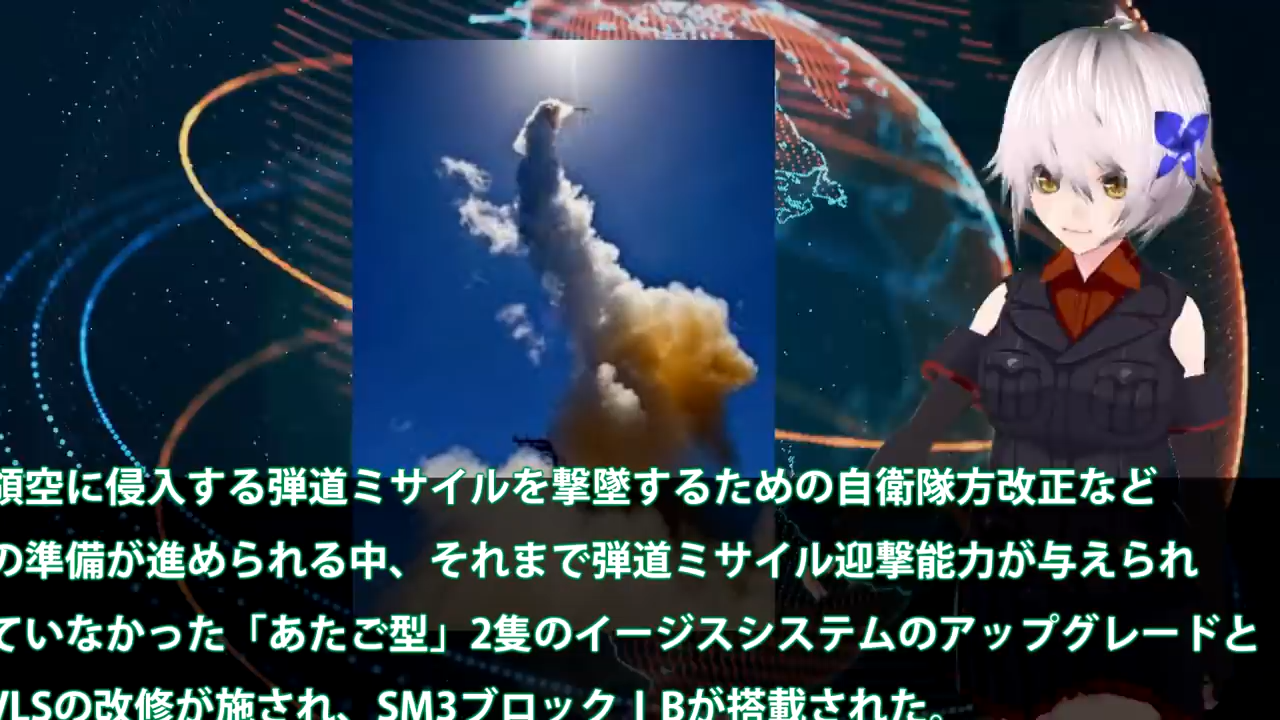 領空に侵入する弾道ミサイルを撃墜するための自衛隊方改正など
の準備が進められる中、それまで弾道ミサイル迎撃能力が与えられ
ていなかった「あたご型」2隻のイージスシステムのアップグレードと
VLSの改修が施され、SM3ブロックⅠBが搭載された。